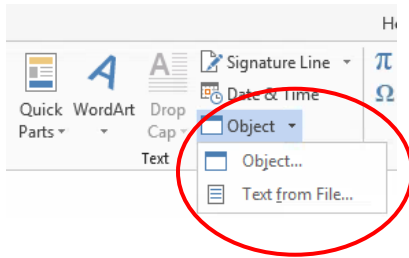 He
Signature Line
Date & Time
Quick Parts
WordArt
Drop Cap
Object
Text
Object...
Text from File...
π
Ω